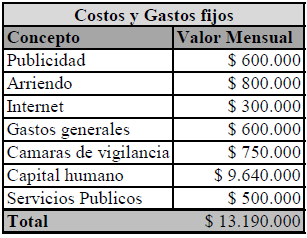 Costos y Gastos fijos
Concepto Valor Mensual
Publicidad $ 600.000
Arriendo $ 800.000
Internet $ 300.000
Gastos generales $ 600.000
Camaras de vigilancia $ 750.000
Capital humano $ 9.640.000
Servicios Publicos $ 500.000
Total $ 13.190.000